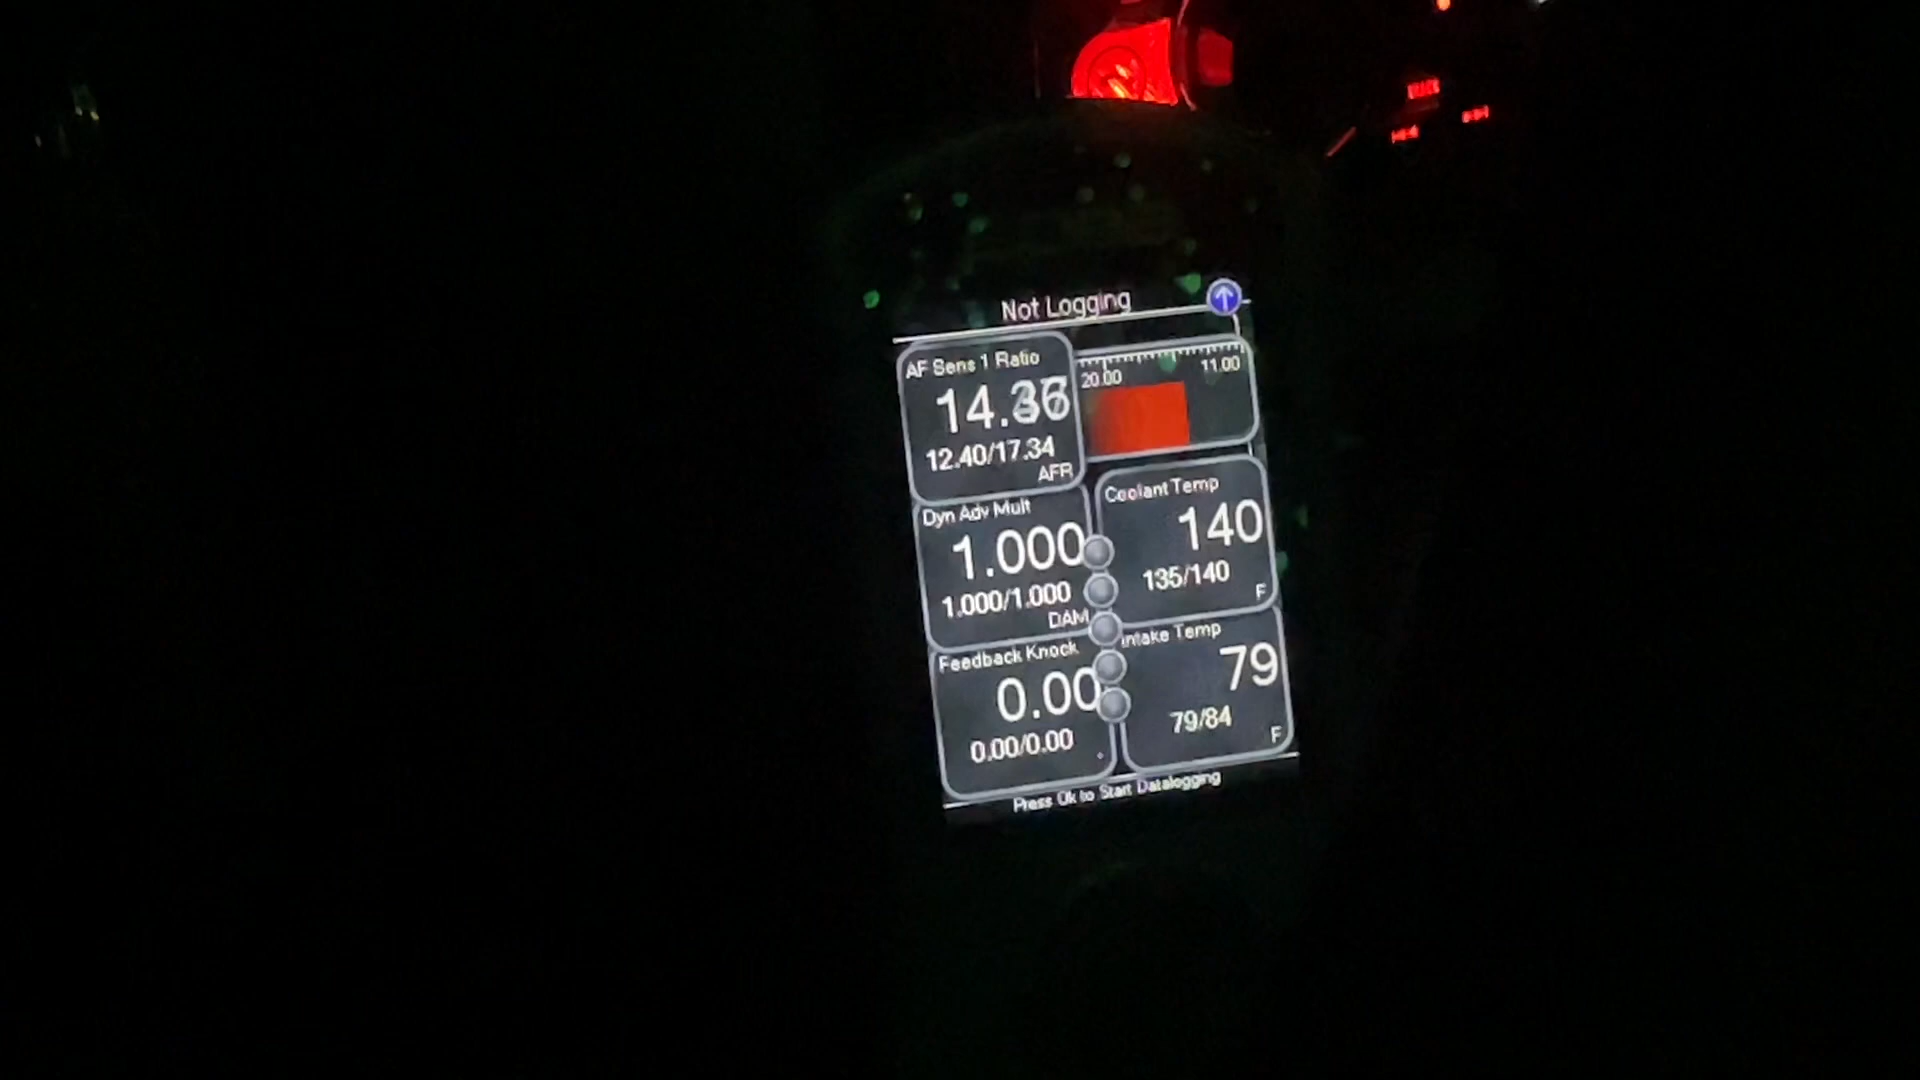 Not Logging
AF Sens 1 Ratio
12.40/17.34
AFR
20.00
11.00
Dyn Adv Mult
1.000
1.000/1.000
DAM
Coolant Temp
140
135/140
F
Feedback Knock
0.00
0.00/0.00
°
Intake Temp
79
79/84
F
Press Ok to Start Datalogging